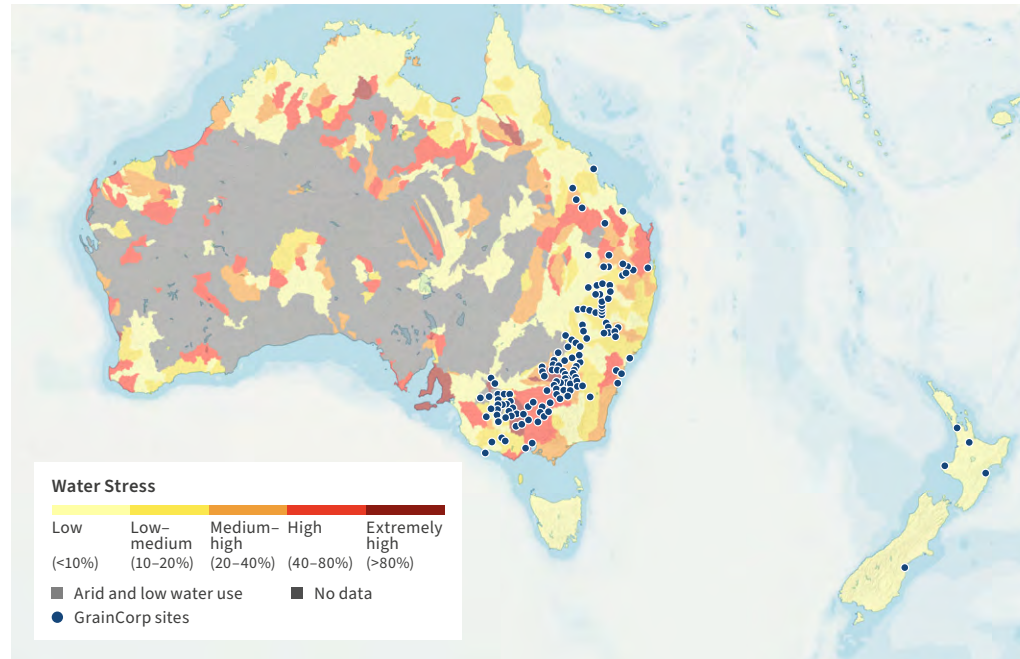 Water Stress
Low Low– Medium– High Extremely
medium high high
(<10%) (10–20%) (20–40%) (40–80%) (>80%)
Arid and low water use No data
GrainCorp sites